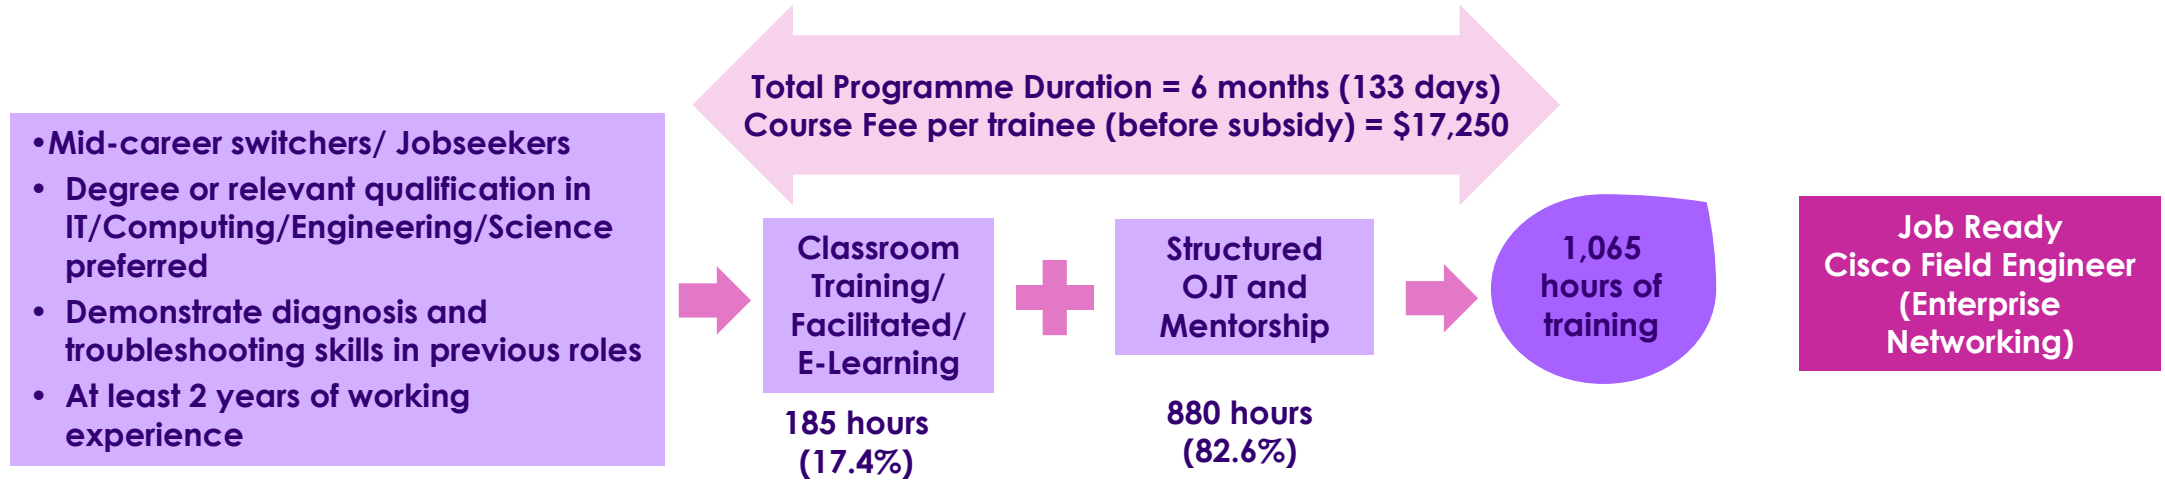 Total Programme Duration = 6 months (133 days)
Course Fee per trainee (before subsidy) = $17,250
•Mid-career switchers/ Jobseekers
• Degree or relevant qualification in
IT/Computing/Engineering/Science
preferred
• Demonstrate diagnosis and
troubleshooting skills in previous roles
• At least 2 years of working
experience
Classroom
Training/
Facilitated/
E-Learning
185 hours
(17.4%)
Structured
OJT and
Mentorship
880 hours
(82.6%)
1,065
hours of
training
Job Ready
Cisco Field Engineer
(Enterprise
Networking)